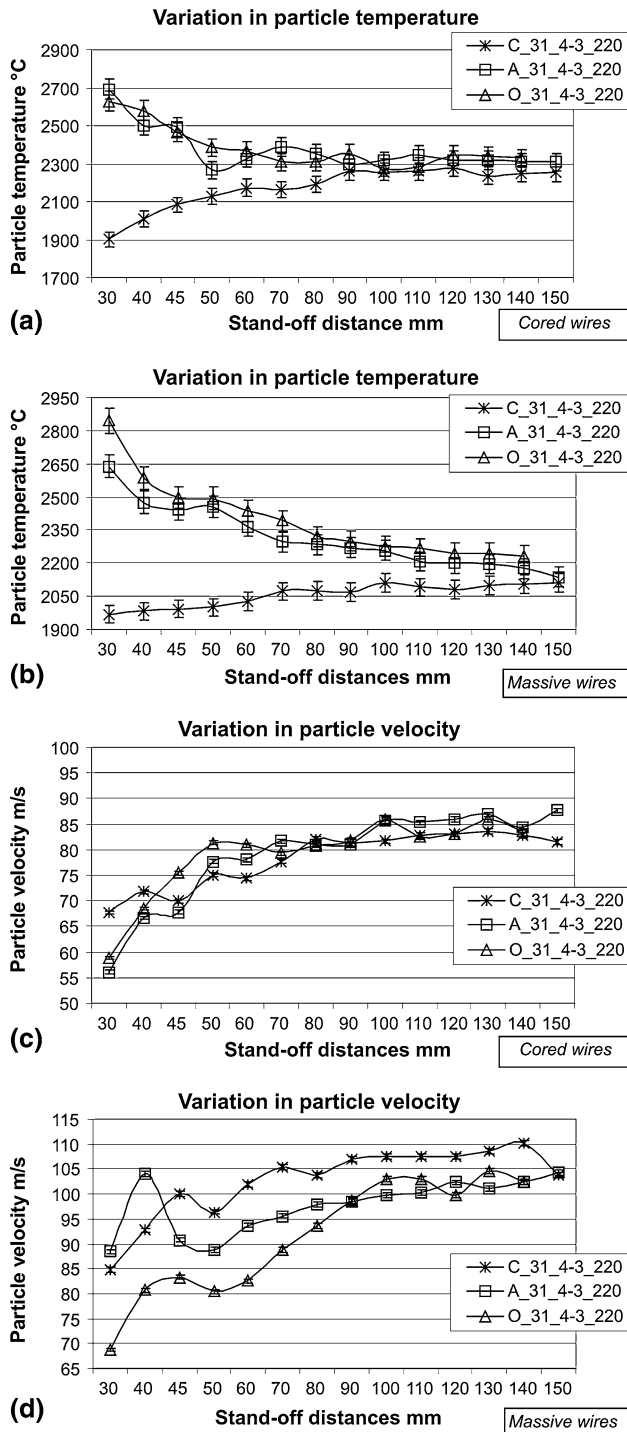 Variation in particle temperature
C_31_4-3_220
A_31_4-3_220
O_31_4-3_220
Particle temperature °C
2900
2700
2500
2300
2100
1900
1700
30 40 45 50 60 70 80 90 100 110 120 130 140 150
(a)
Stand-off distance mm
Cored wires
Variation in particle temperature
C_31_4-3_220
A_31_4-3_220
O_31_4-3_220
Particle temperature °C
2950
2800
2650
2500
2350
2200
2050
1900
30 40 45 50 60 70 80 90 100 110 120 130 140 150
(b)
Stand-off distances mm
Massive wires
Variation in particle velocity
Particle velocity m/s
100
95
90
85
80
75
70
65
60
55
50
C_31_4-3_220
A_31_4-3_220
O_31_4-3_220
30 40 45 50 60 70 80 90 100 110 120 130 140 150
(c)
Stand-off distances mm
Cored wires
Variation in particle velocity
Particle velocity m/s
115
110
105
100
95
90
85
80
75
70
65
C_31_4-3_220
A_31_4-3_220
O_31_4-3_220
30 40 45 50 60 70 80 90 100 110 120 130 140 150
(d)
Stand-off distances mm
Massive wires